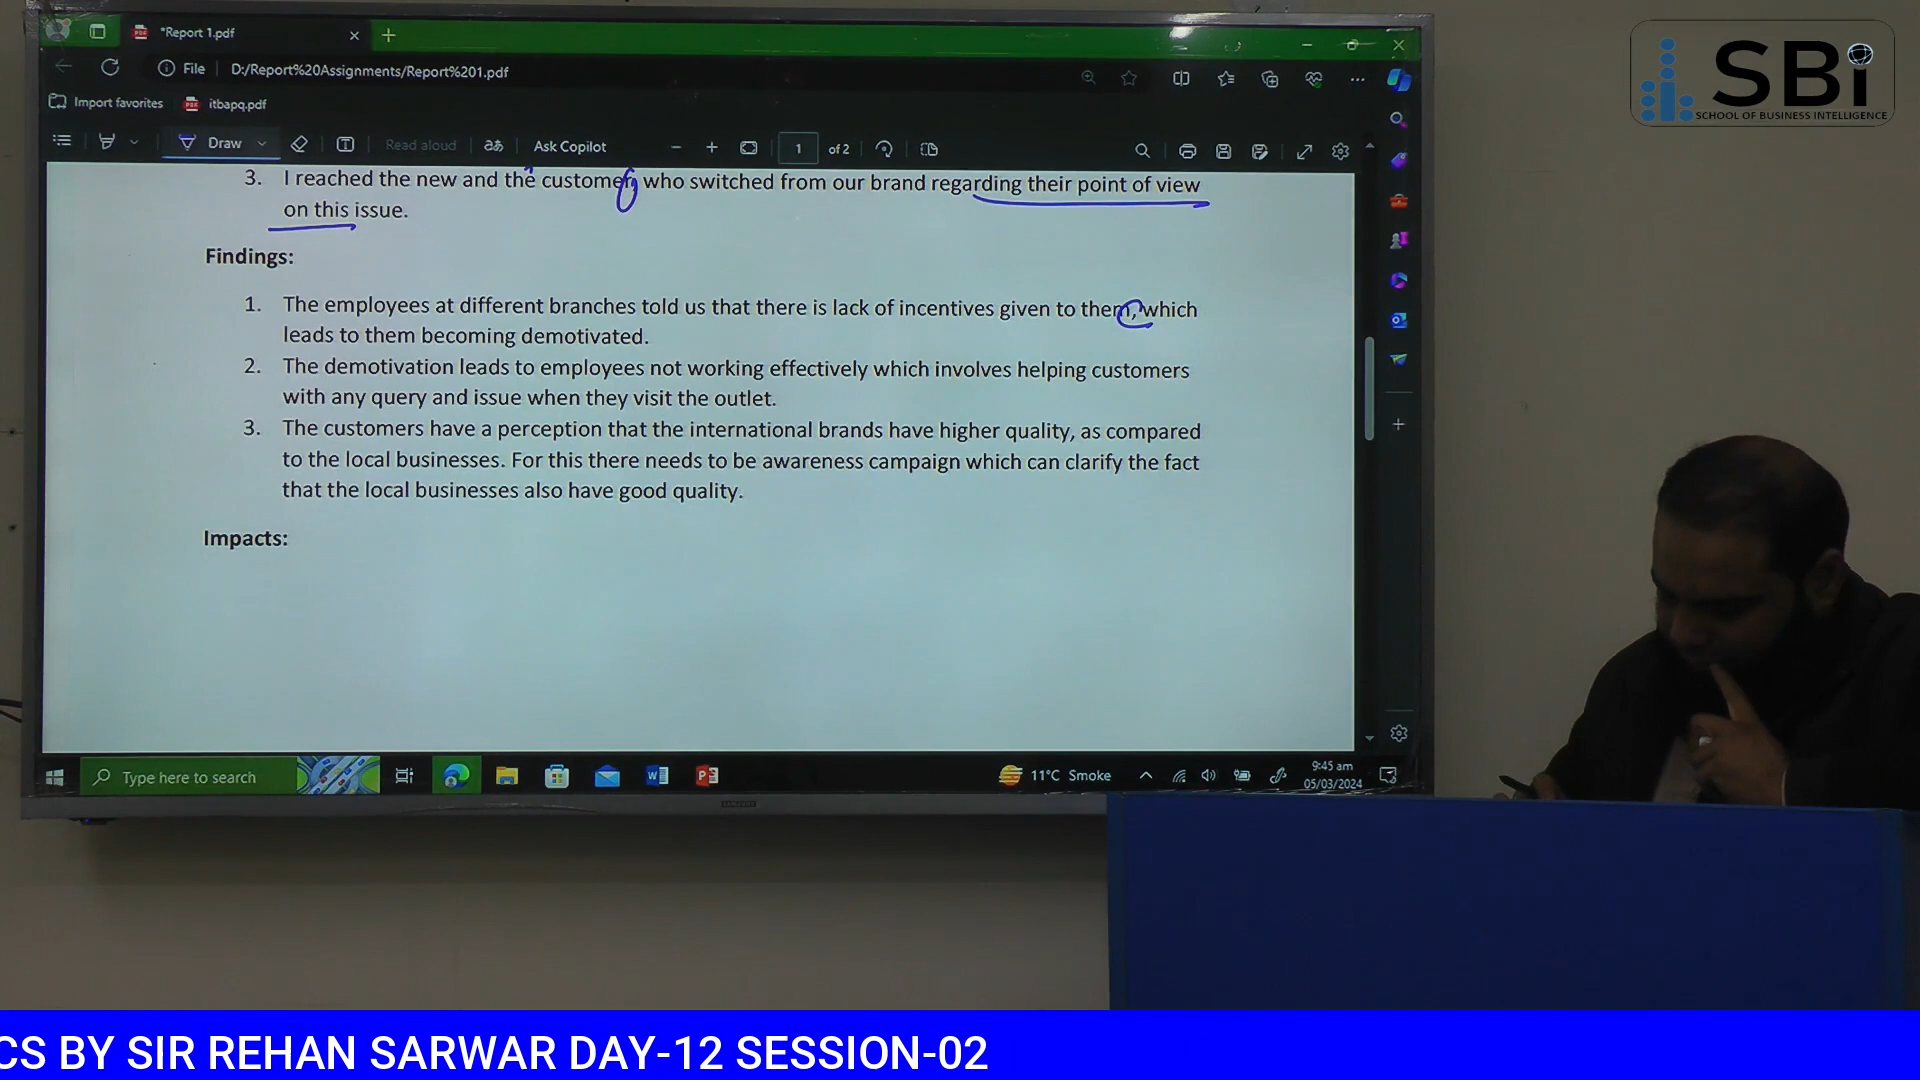 *Report 1.pdf
File D:/Report%20Assignments/Report%201.pdf
Import favorites itbapq.pdf
Draw Read aloud aあ Ask Copilot 1 of 2
3. I reached the new and the customer, who switched from our brand regarding their point of view
on this issue.
Findings:
1. The employees at different branches told us that there is lack of incentives given to them, which
leads to them becoming demotivated.
2. The demotivation leads to employees not working effectively which involves helping customers
with any query and issue when they visit the outlet.
3. The customers have a perception that the international brands have higher quality, as compared
to the local businesses. For this there needs to be awareness campaign which can clarify the fact
that the local businesses also have good quality.
Impacts:
Type here to search
11°C Smoke
9:45 am
05/03/2024
SAMSUNG
SBi
SCHOOL OF BUSINESS INTELLIGENCE
CS BY SIR REHAN SARWAR DAY-12 SESSION-02